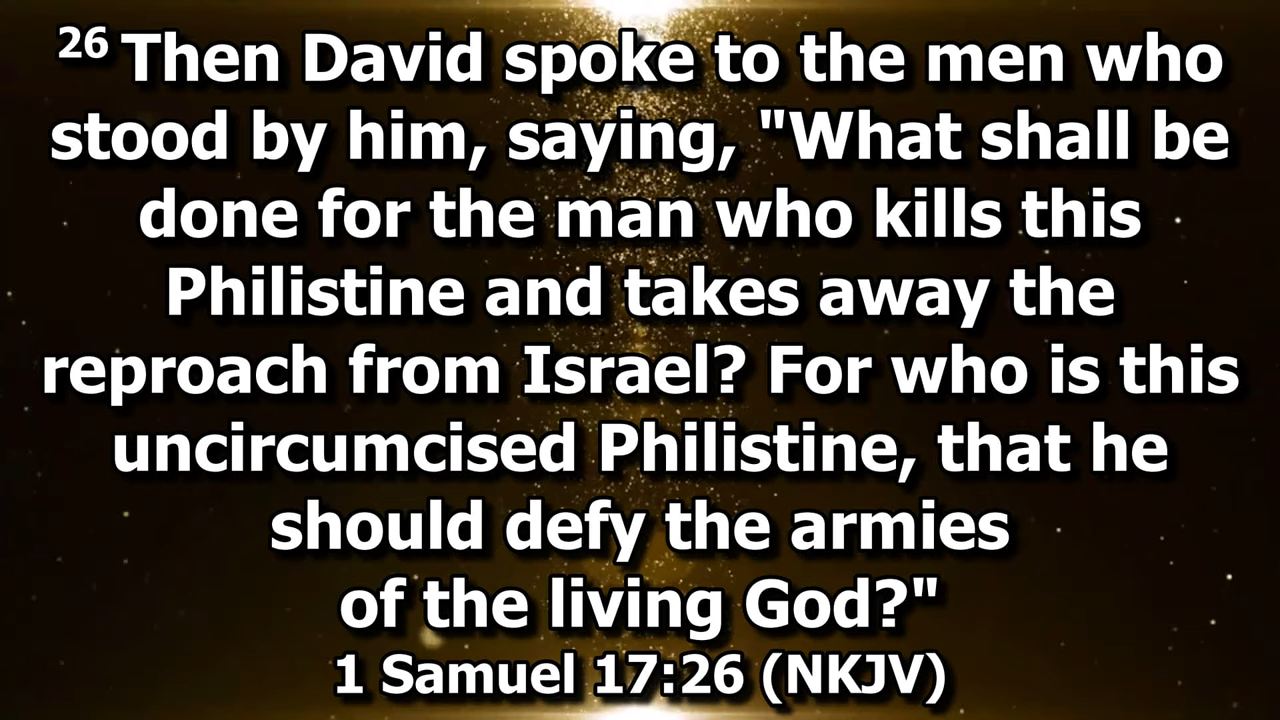 26 Then David spoke to the men who
stood by him, saying, "What shall be
done for the man who kills this
Philistine and takes away the
reproach from Israel? For who is this
uncircumcised Philistine, that he
should defy the armies
of the living God?"
1 Samuel 17:26 (NKJV)